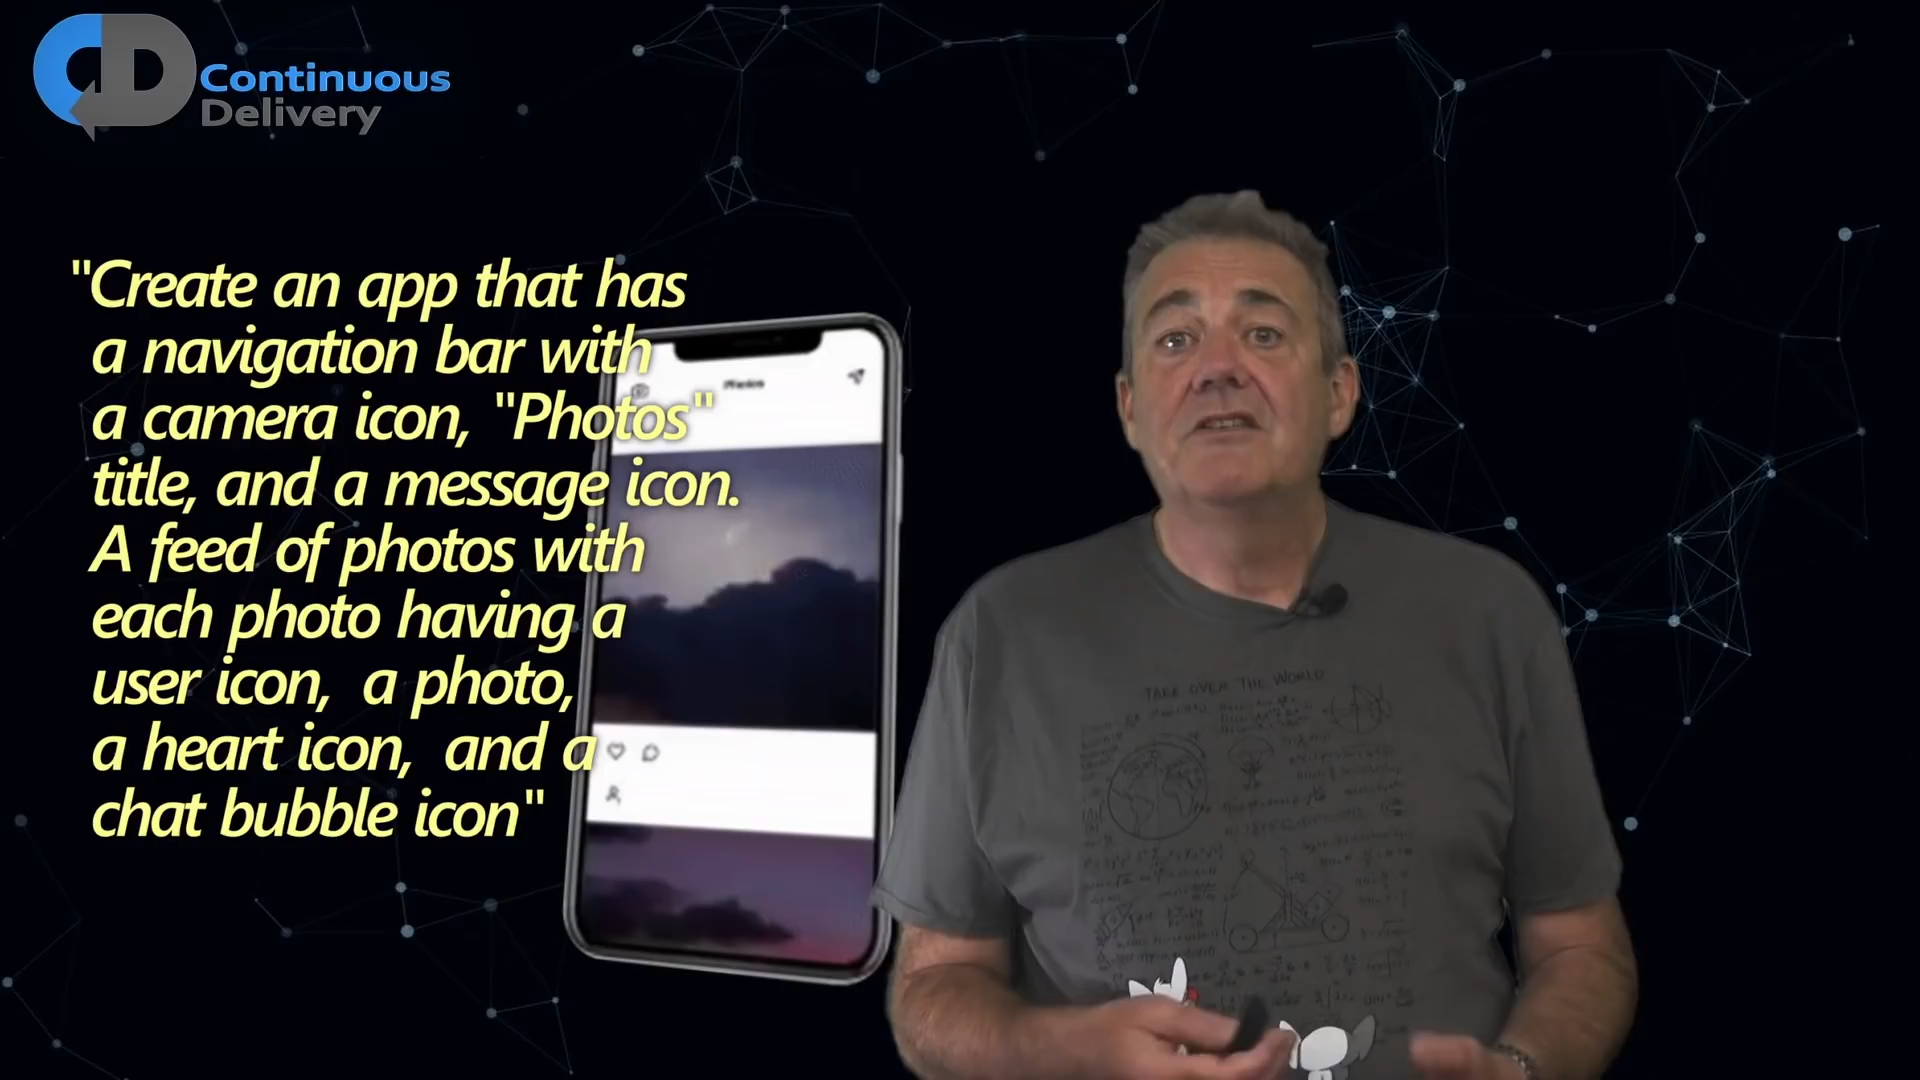 Continuous
Delivery
"Create an app that has
a navigation bar with
a camera icon, "Photos"
title, and a message icon.
A feed of photos with
each photo having a
user icon, a photo,
a heart icon, and a
chat bubble icon"
Photos
TAKE OVER THE WORLD